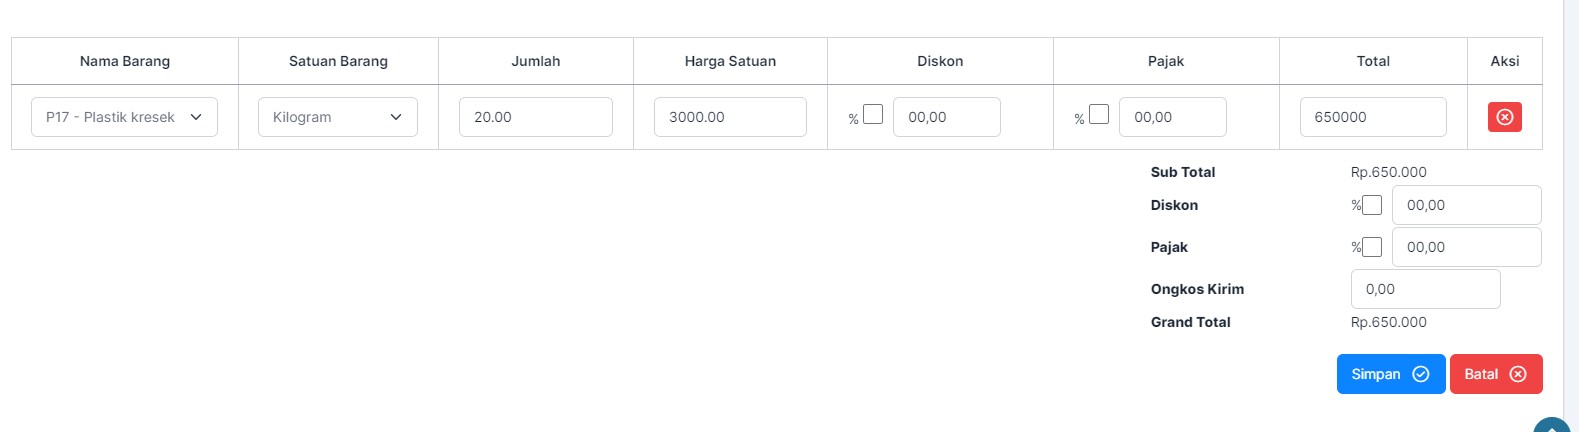 Nama Barang Satuan Barang Jumlah Harga Satuan Diskon Pajak Total Aksi
P17 - Plastik kresek Kilogram 20.00 3000.00 % 00,00 % 00,00 650000
Sub Total Rp.650.000
Diskon % 00,00
Pajak % 00,00
Ongkos Kirim 0,00
Grand Total Rp.650.000
Simpan Batal